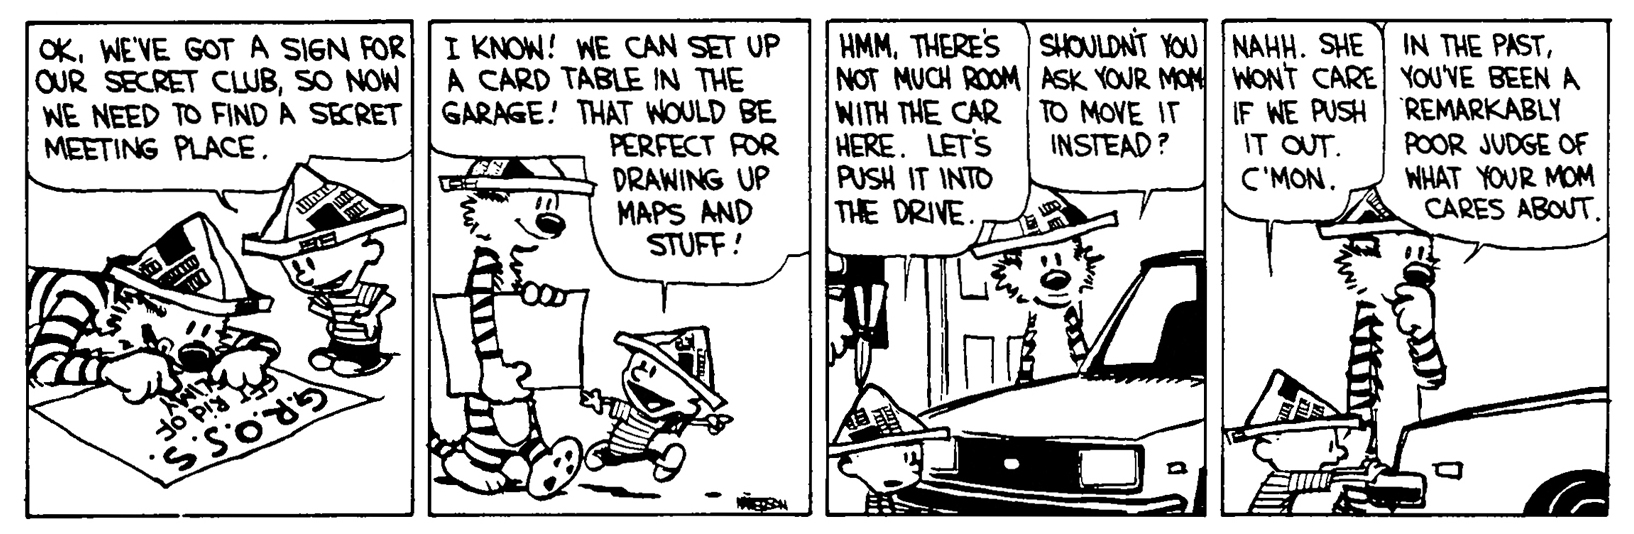 OK, WE'VE GOT A SIGN FOR
OUR SECRET CLUB, SO NOW
WE NEED TO FIND A SECRET
MEETING PLACE.
G.R.O.S.S.
GET RID OF
SLIMY
I KNOW! WE CAN SET UP
A CARD TABLE IN THE
GARAGE! THAT WOULD BE
PERFECT FOR
DRAWING UP
MAPS AND
STUFF!
WATTERSON
HMM, THERE'S
NOT MUCH ROOM
WITH THE CAR
HERE. LET'S
PUSH IT INTO
THE DRIVE.
SHOULDN'T YOU
ASK YOUR MOM
TO MOVE IT
INSTEAD?
NAHH. SHE
WON'T CARE
IF WE PUSH
IT OUT.
C'MON.
IN THE PAST,
YOU'VE BEEN A
REMARKABLY
POOR JUDGE OF
WHAT YOUR MOM
CARES ABOUT.